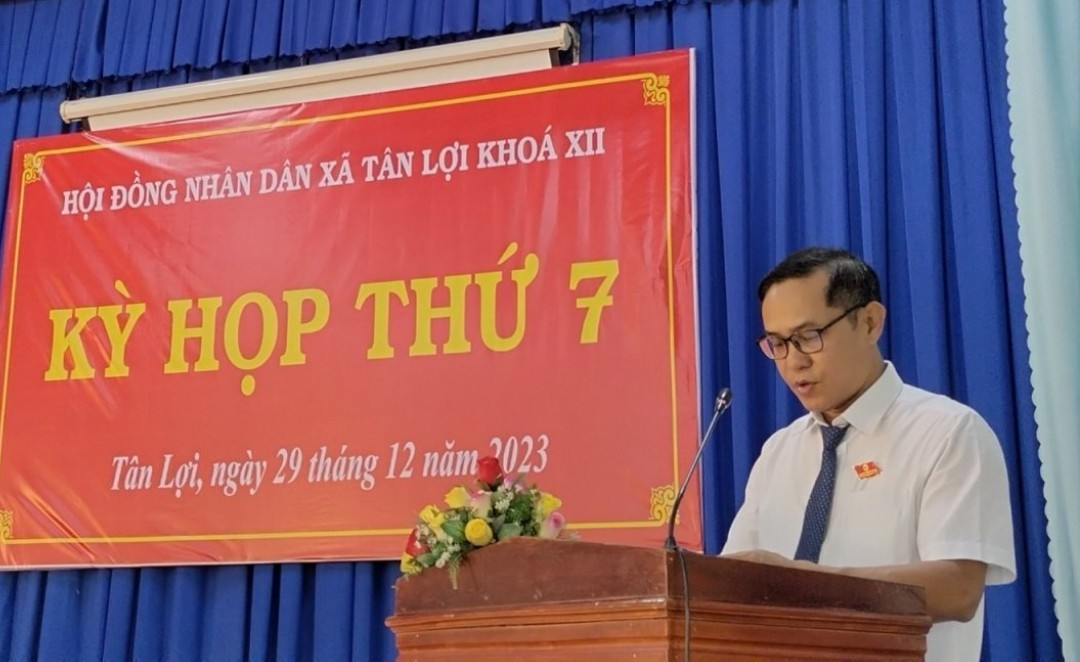 HỘI ĐỒNG NHÂN DÂN XÃ TÂN LỢI KHOÁ XII
KỲ HỌP THỨ 7
Tân Lợi, ngày 29 tháng 12 năm 2023